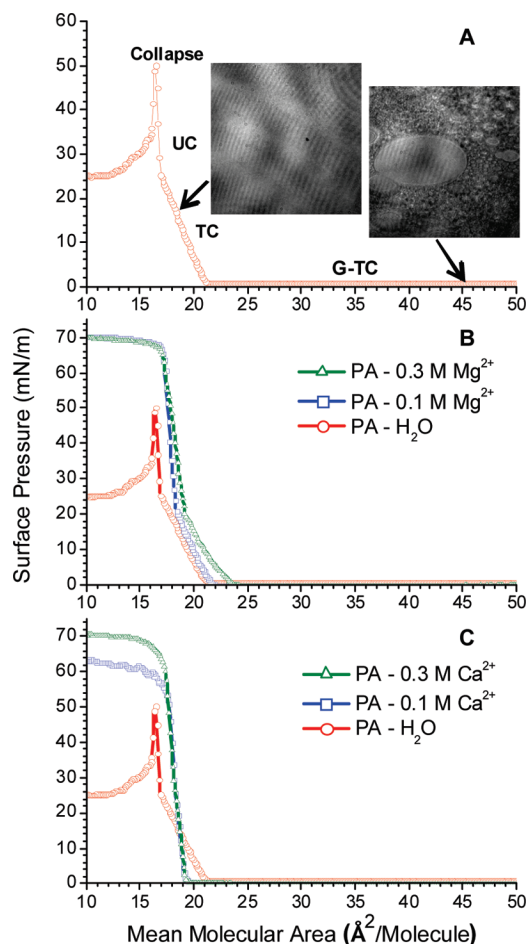 A
Collapse
UC
TC
G-TC
60
50
40
30
20
10
0
10 15 20 25 30 35 40 45 50
B
PA - 0.3 M Mg²⁺
PA - 0.1 M Mg²⁺
PA - H₂O
70
60
50
40
30
20
10
0
10 15 20 25 30 35 40 45 50
C
PA - 0.3 M Ca²⁺
PA - 0.1 M Ca²⁺
PA - H₂O
70
60
50
40
30
20
10
0
10 15 20 25 30 35 40 45 50
Surface Pressure (mN/m)
Mean Molecular Area (Å²/Molecule)